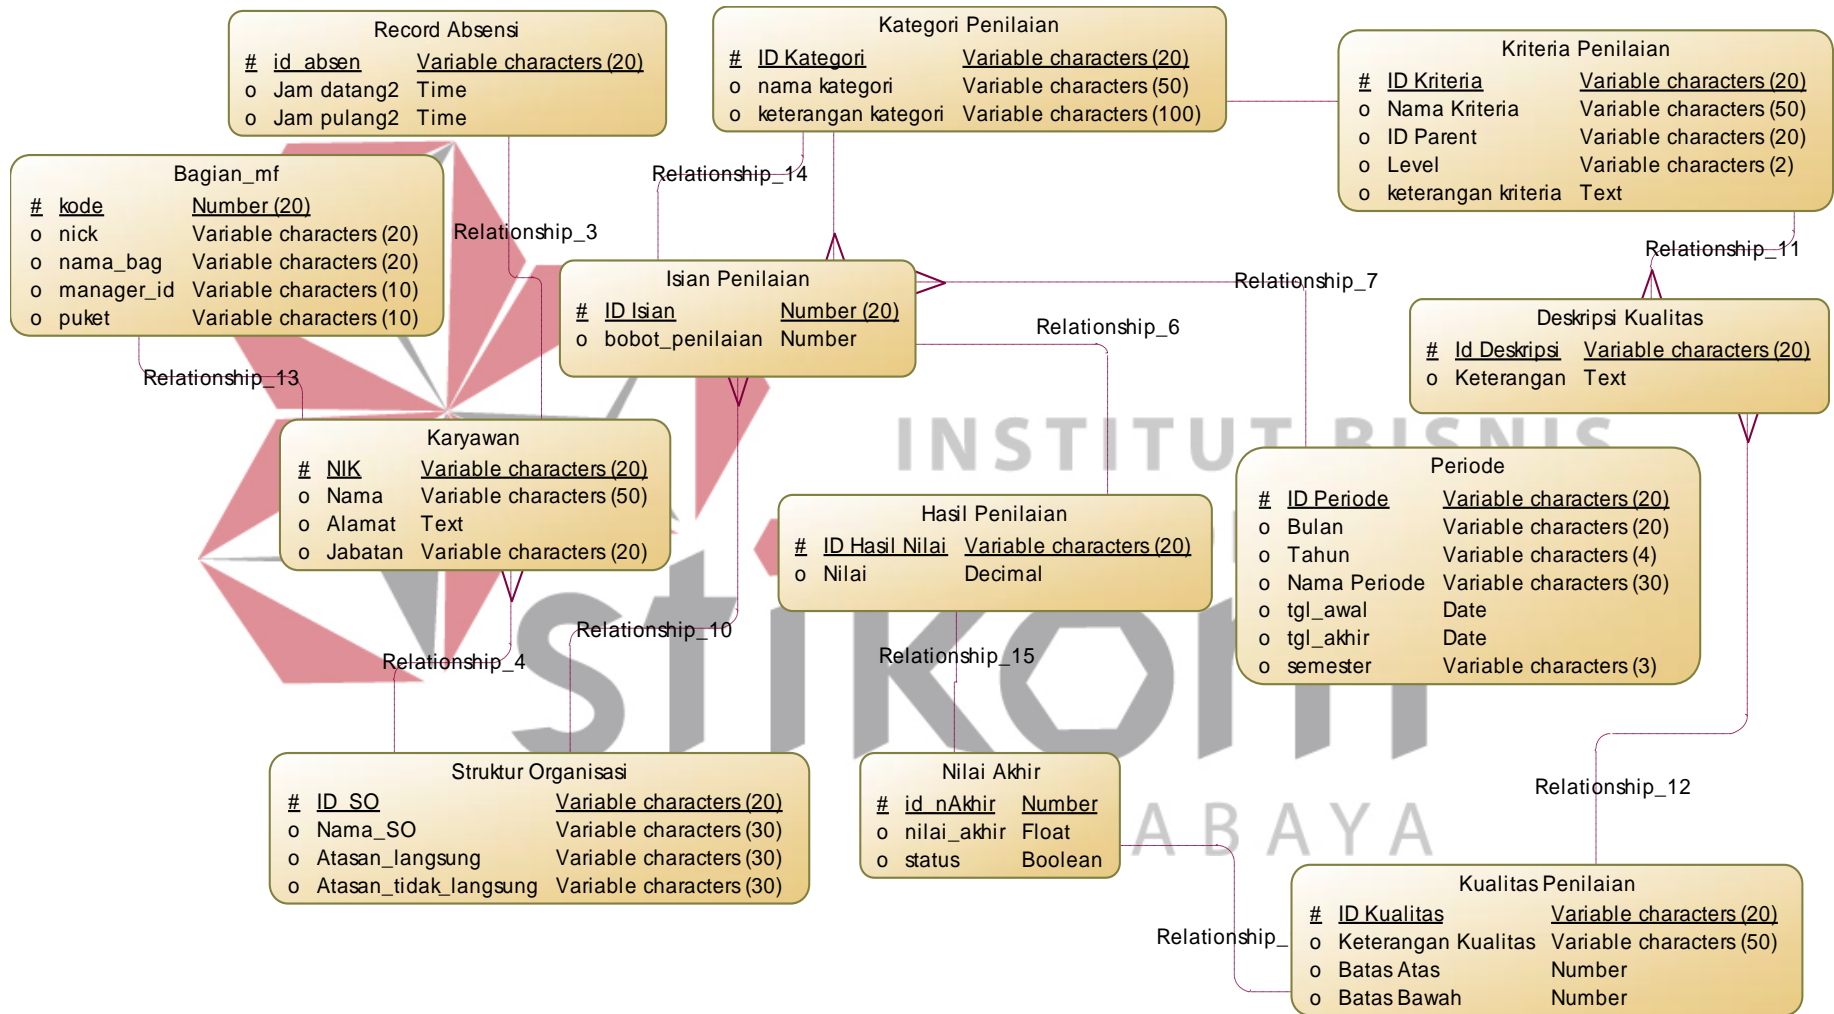 Record Absensi
# id_absen Variable characters (20)
o Jam datang2 Time
o Jam pulang2 Time
Kategori Penilaian
# ID Kategori Variable characters (20)
o nama kategori Variable characters (50)
o keterangan kategori Variable characters (100)
Kriteria Penilaian
# ID Kriteria Variable characters (20)
o Nama Kriteria Variable characters (50)
o ID Parent Variable characters (20)
o Level Variable characters (2)
o keterangan kriteria Text
Bagian_mf
# kode Number (20)
o nick Variable characters (20)
o nama_bag Variable characters (20)
o manager_id Variable characters (10)
o puket Variable characters (10)
Relationship_14
Relationship_3
Relationship_11
Isian Penilaian
# ID Isian Number (20)
o bobot_penilaian Number
Relationship_7
Relationship_6
Deskripsi Kualitas
# Id Deskripsi Variable characters (20)
o Keterangan Text
Relationship_13
INSTITUT BISNIS
Karyawan
# NIK Variable characters (20)
o Nama Variable characters (50)
o Alamat Text
o Jabatan Variable characters (20)
Hasil Penilaian
# ID Hasil Nilai Variable characters (20)
o Nilai Decimal
Periode
# ID Periode Variable characters (20)
o Bulan Variable characters (20)
o Tahun Variable characters (4)
o Nama Periode Variable characters (30)
o tgl_awal Date
o tgl_akhir Date
o semester Variable characters (3)
stikom
Relationship_10
Relationship_4
Relationship_15
Struktur Organisasi
# ID_SO Variable characters (20)
o Nama_SO Variable characters (30)
o Atasan_langsung Variable characters (30)
o Atasan_tidak_langsung Variable characters (30)
Nilai Akhir
# id_nAkhir Number
o nilai_akhir Float
o status Boolean
Relationship_12
ABAYA
Kualitas Penilaian
# ID Kualitas Variable characters (20)
o Keterangan Kualitas Variable characters (50)
o Batas Atas Number
o Batas Bawah Number
Relationship_